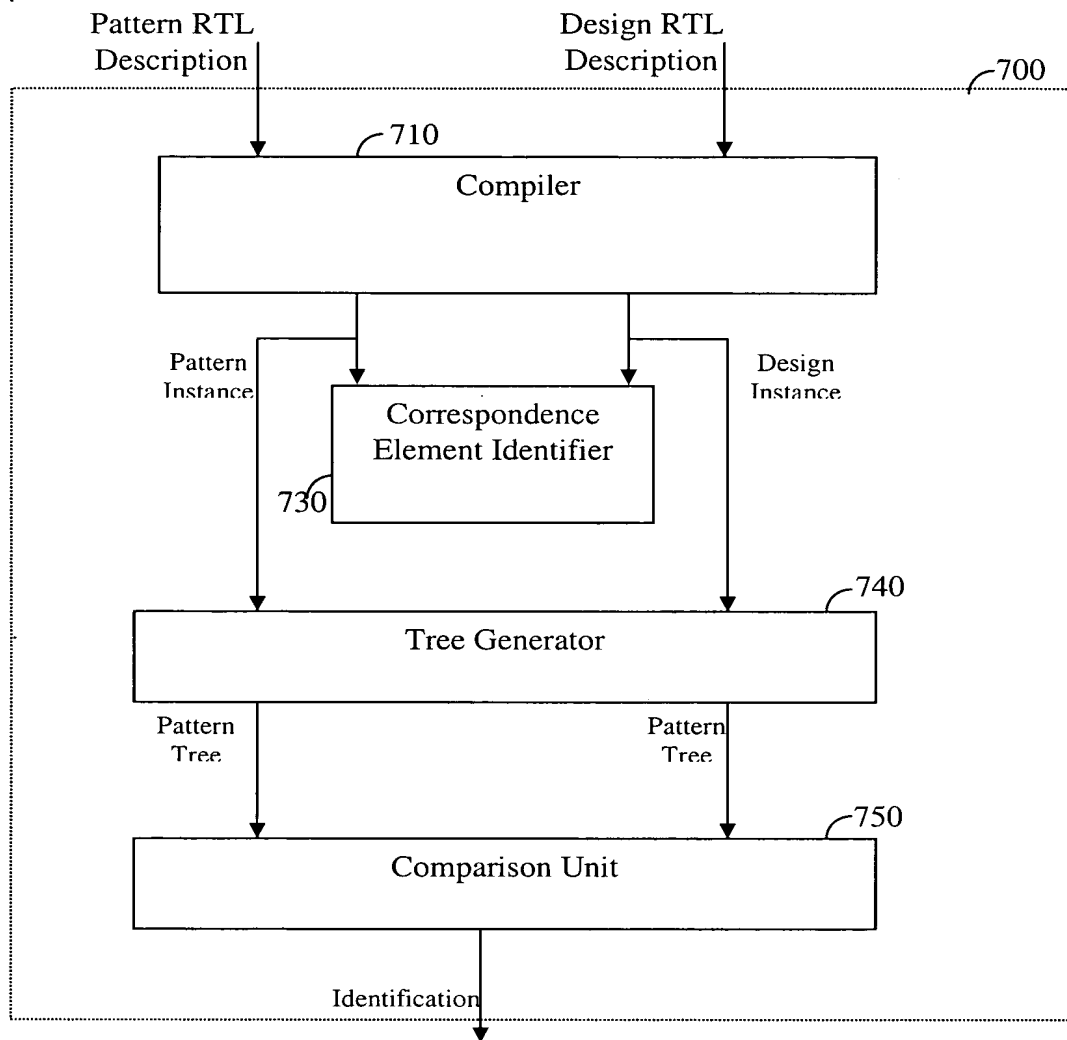 Pattern RTL
Description
Design RTL
Description
700
710
Compiler
Pattern
Instance
Design
Instance
Correspondence
Element Identifier
730
740
Tree Generator
Pattern
Tree
Pattern
Tree
750
Comparison Unit
Identification